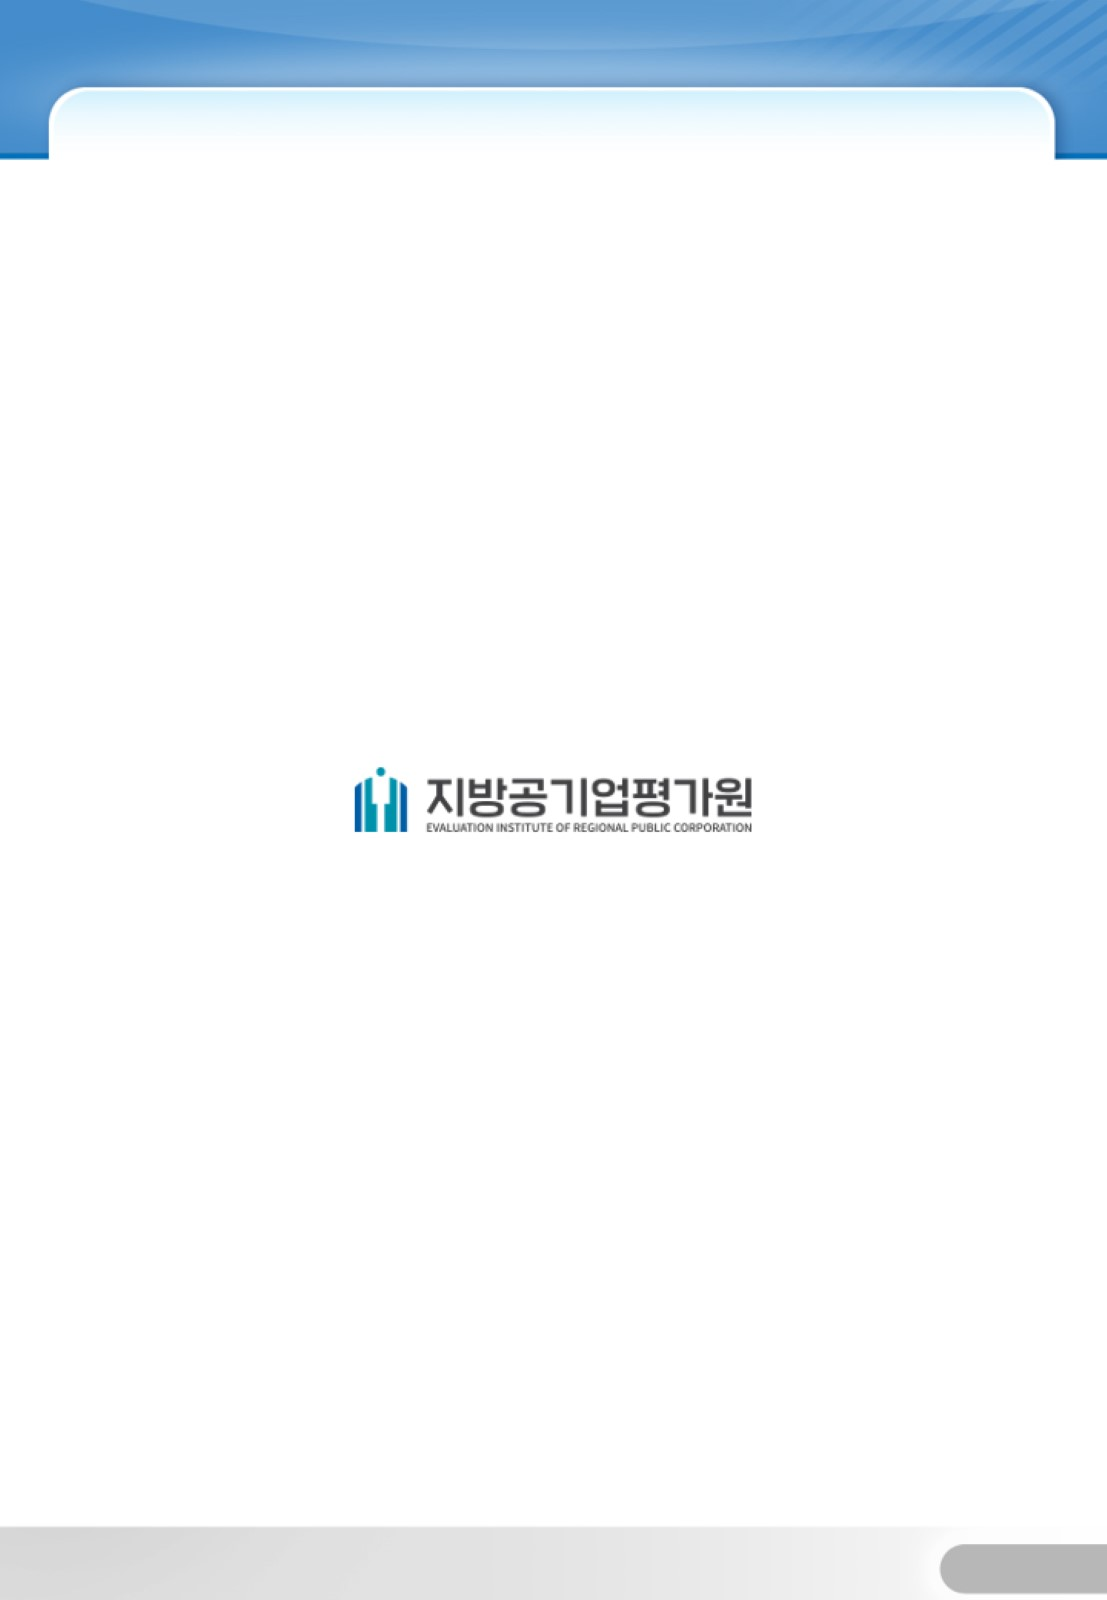 지방공기업평가원
EVALUATION INSTITUTE OF REGIONAL PUBLIC CORPORATION